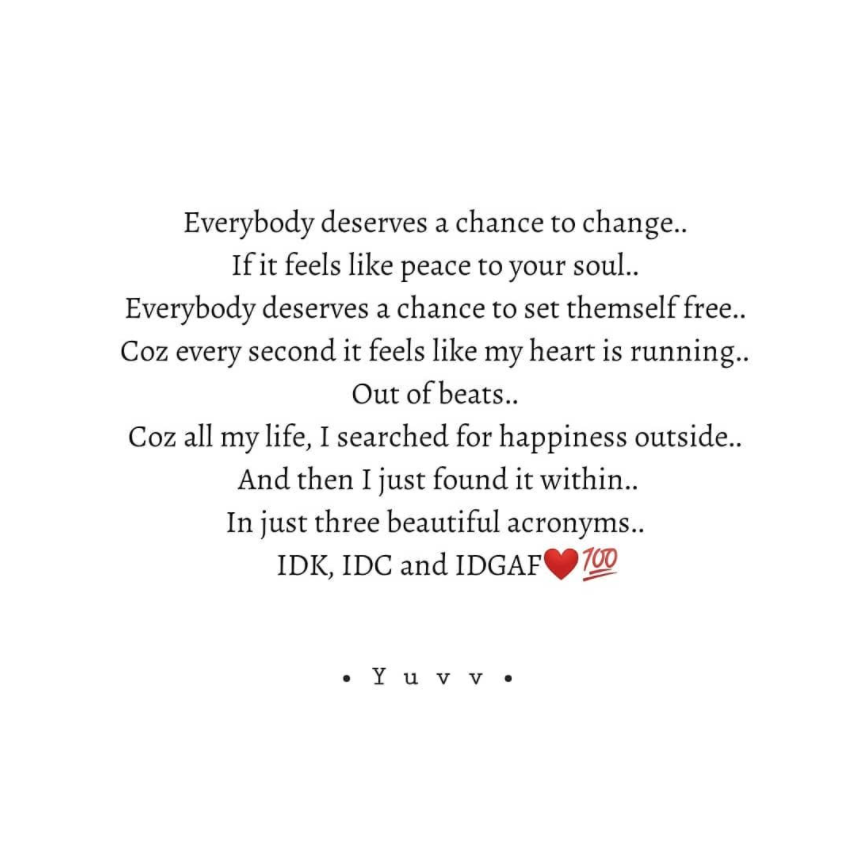 Everybody deserves a chance to change..
If it feels like peace to your soul..
Everybody deserves a chance to set themself free..
Coz every second it feels like my heart is running..
Out of beats..
Coz all my life, I searched for happiness outside..
And then I just found it within..
In just three beautiful acronyms..
IDK, IDC and IDGAF❤️💯
• Y u v v •